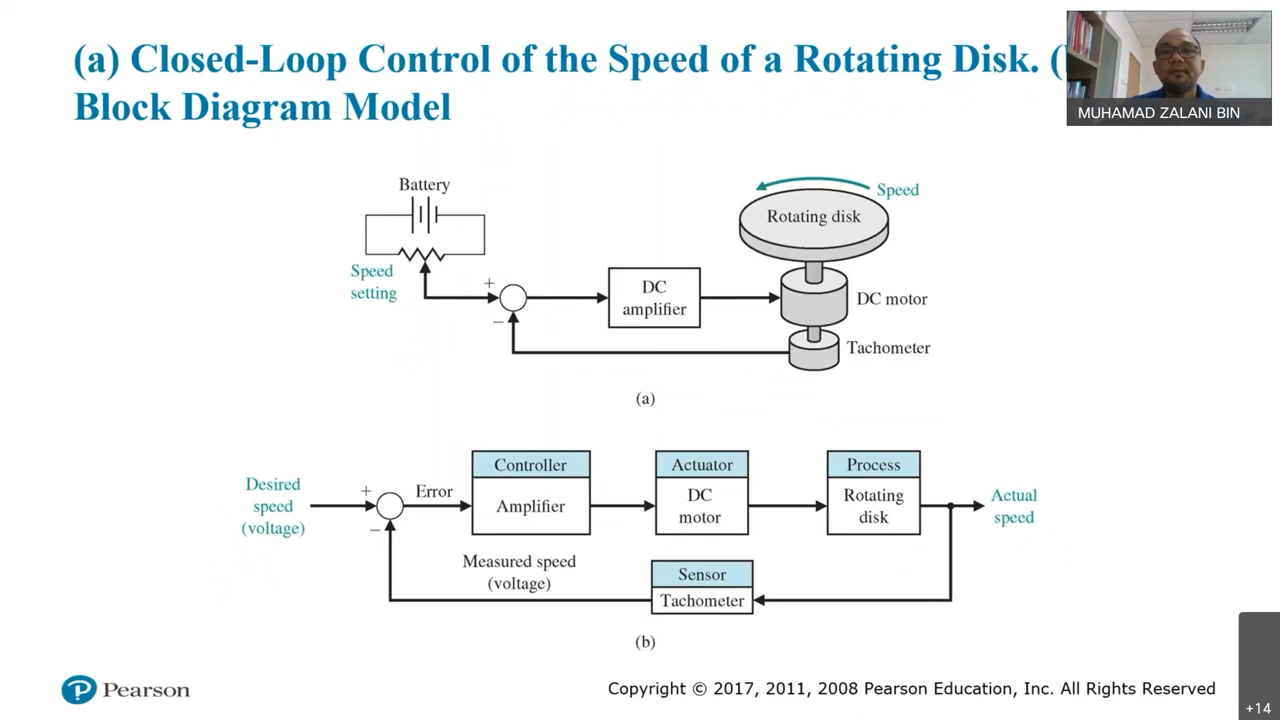 (a) Closed-Loop Control of the Speed of a Rotating Disk. (
Block Diagram Model
MUHAMAD ZALANI BIN
Battery
Speed
setting
+
−
DC
amplifier
Speed
Rotating disk
DC motor
Tachometer
(a)
Desired
speed
(voltage)
+
−
Error
Controller
Amplifier
Actuator
DC
motor
Process
Rotating
disk
Actual
speed
Measured speed
(voltage)
Sensor
Tachometer
(b)
Pearson
Copyright © 2017, 2011, 2008 Pearson Education, Inc. All Rights Reserved
+14